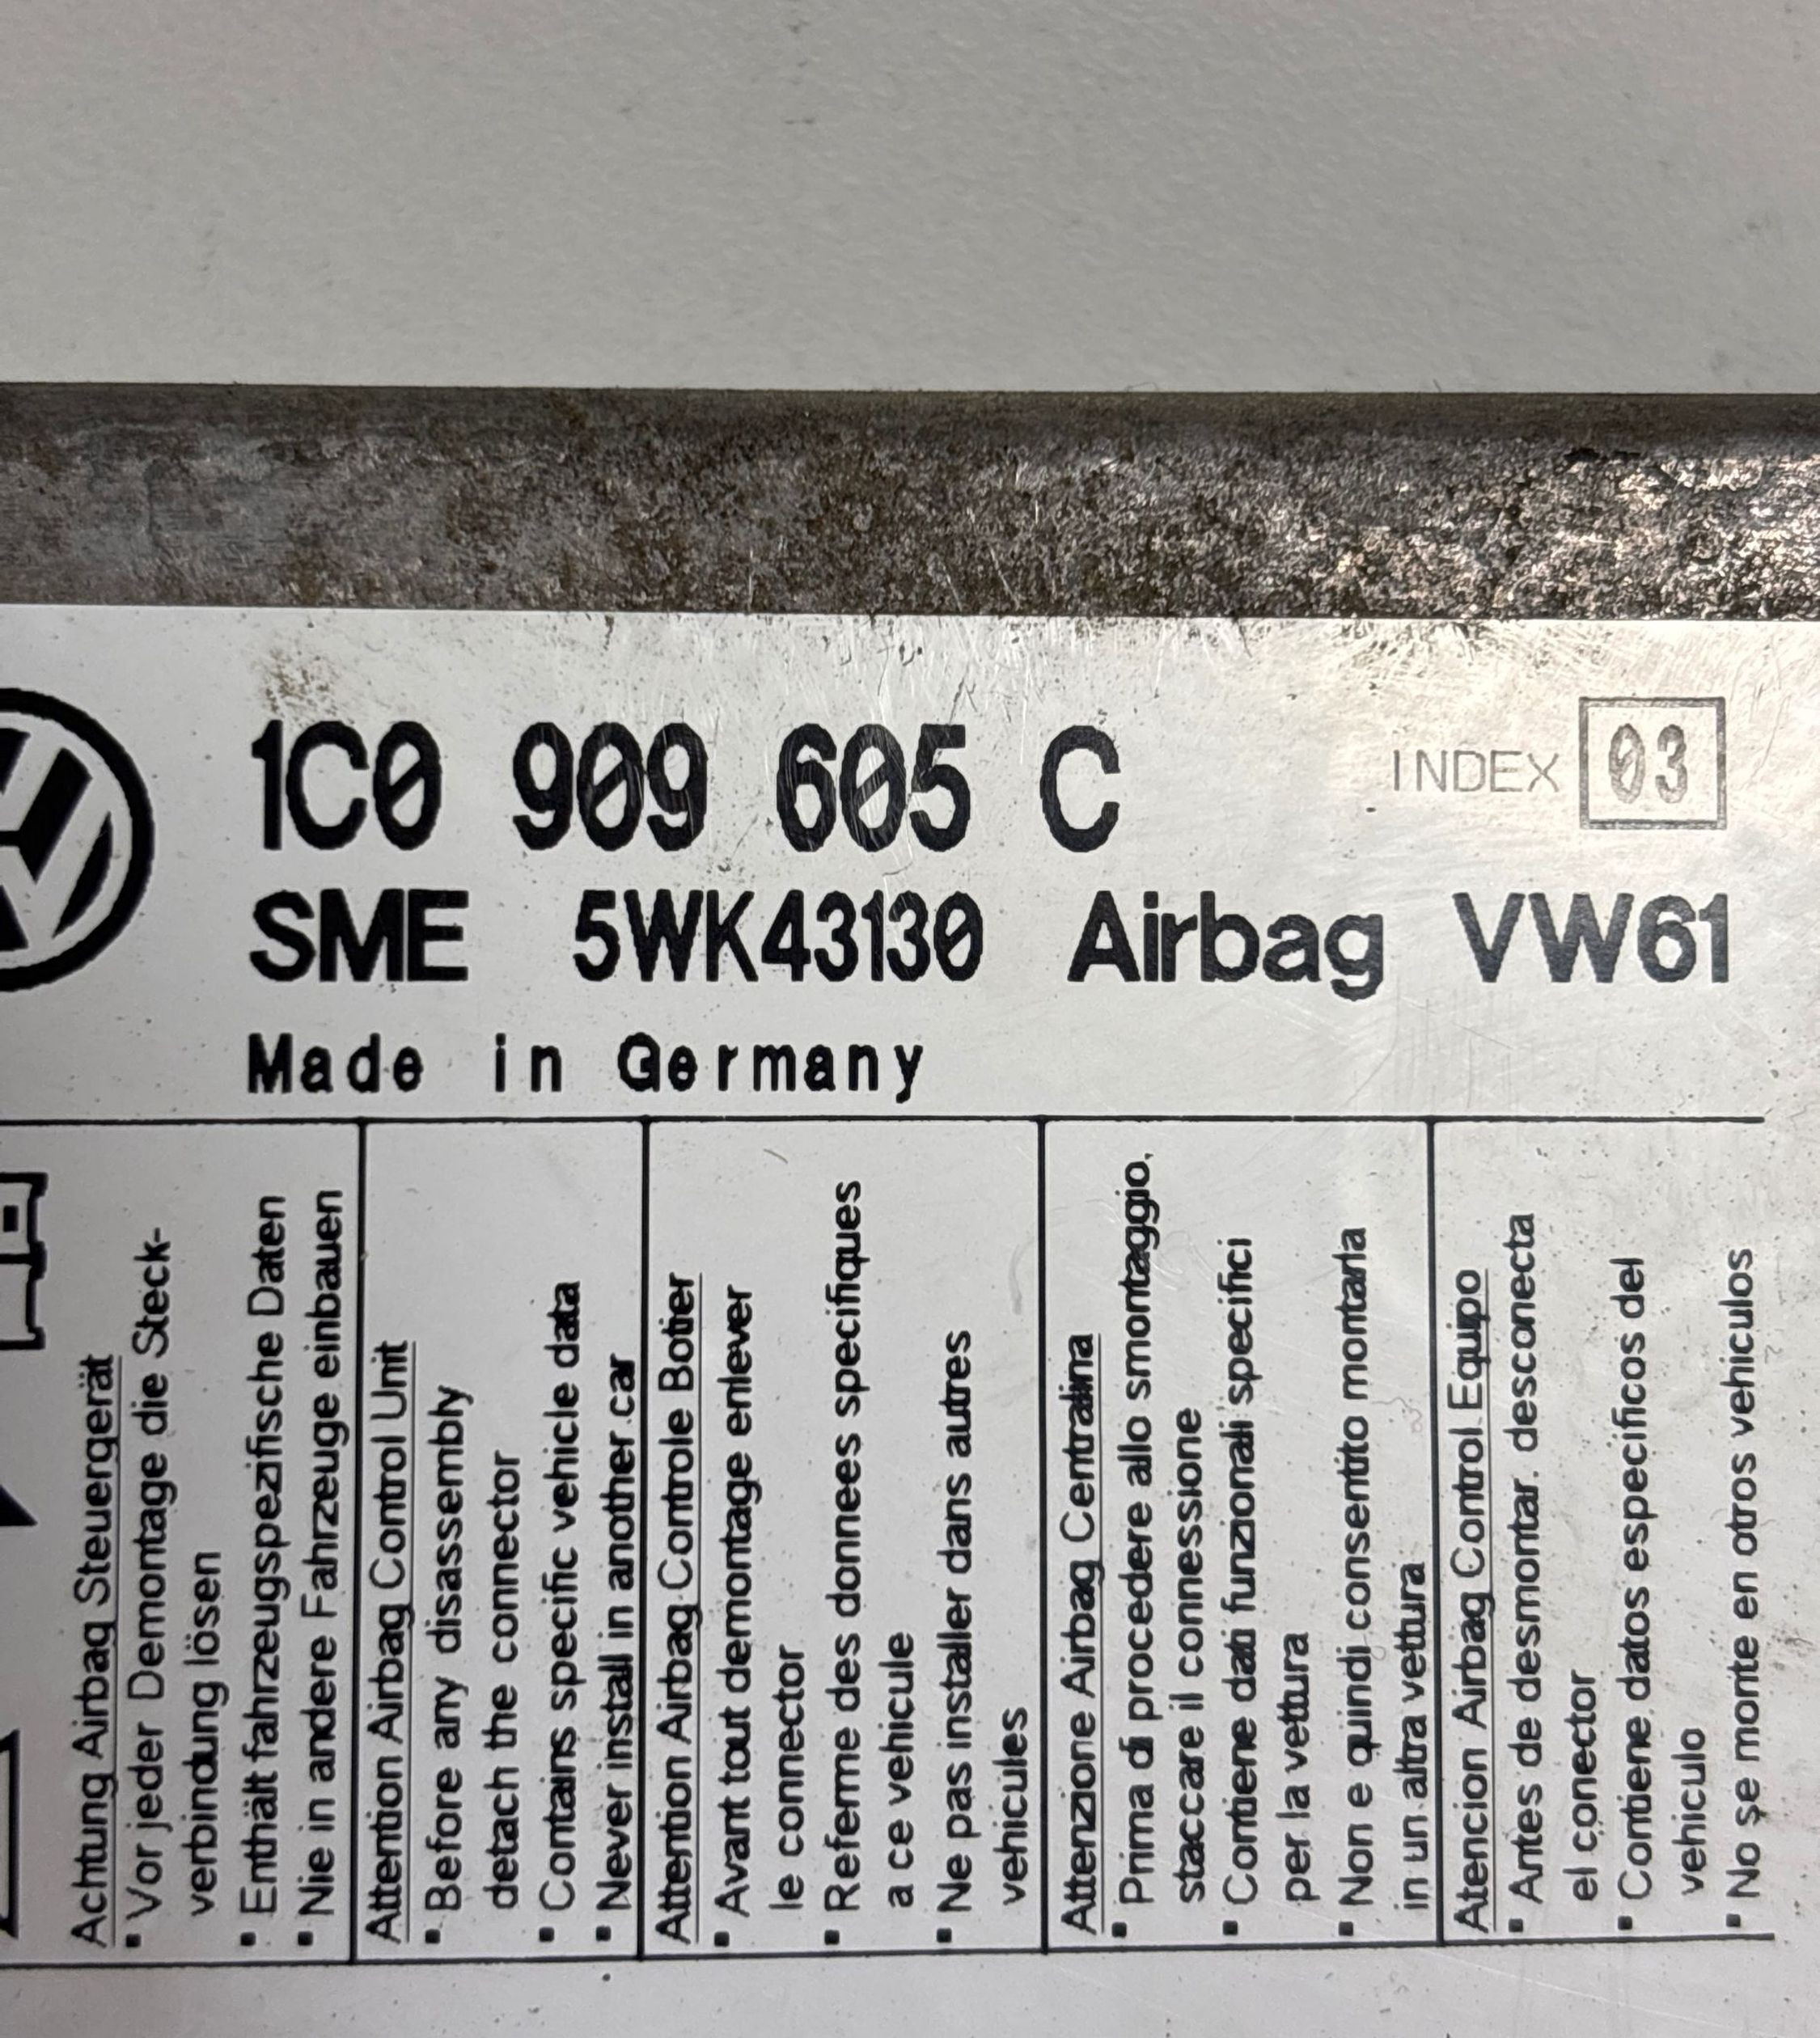 1C0 909 605 C INDEX 03
SME 5WK43130 Airbag VW61
Made in Germany
Achtung Airbag Steuergerät
▪ Vor jeder Demontage die Steck-
verbindung lösen
▪ Enthält fahrzeugspezifische Daten
▪ Nie in andere Fahrzeuge einbauen
Attention Airbag Control Unit
▪ Before any disassembly
detach the connector
▪ Contains specific vehicle data
▪ Never install in another car
Attention Airbag Controle Botier
▪ Avant tout demontage enlever
le connector
▪ Referme des donnees specifiques
a ce vehicule
▪ Ne pas installer dans autres
vehicules
Attenzione Airbag Centralina
▪ Prima di procedere allo smontaggio,
staccare il connessione
▪ Contiene dati funzionali specifici
per la vettura
▪ Non e quindi consentito montarla
in un altra vettura
Atencion Airbag Control Equipo
▪ Antes de desmontar, desconecta
el conector
▪ Contiene datos especificos del
vehiculo
▪ No se monte en otros vehiculos